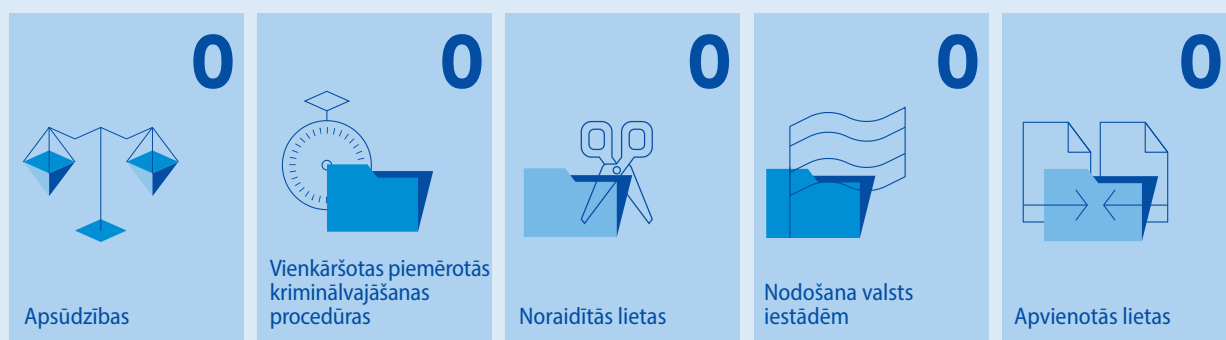 0
Apsūdzības
0
Vienkāršotas piemērotās
kriminālvajāšanas
procedūras
0
Noraidītās lietas
0
Nodošana valsts
iestādēm
0
Apvienotās lietas